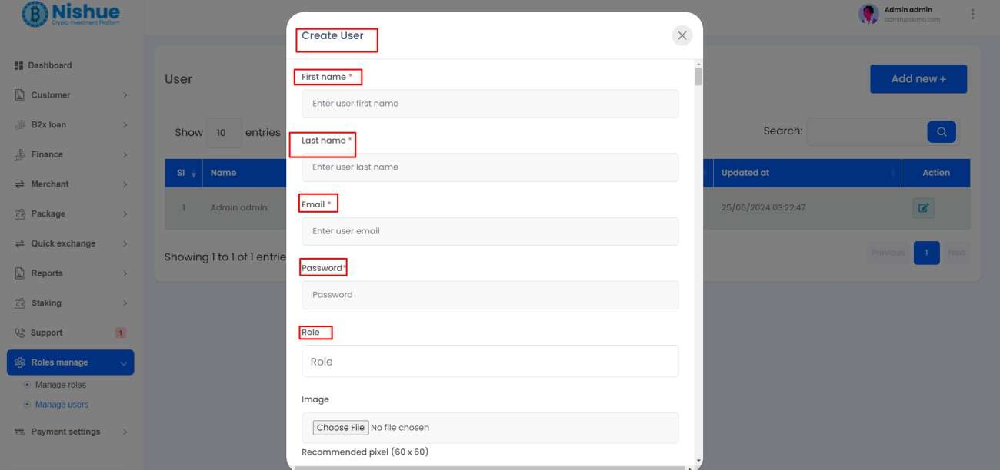 Nishue
Crypto Investment Platform
Admin admin
admin@demo.com
Dashboard
Customer
B2x loan
Finance
Merchant
Package
Quick exchange
Reports
Staking
Support 1
Roles manage
Manage roles
Manage users
Payment settings
User
Add new +
Show 10 entries
Search:
Sl Name Updated at Action
1 Admin admin 25/06/2024 03:22:47
Showing 1 to 1 of 1 entrie
Previous 1 Next
Create User
First name *
Enter user first name
Last name *
Enter user last name
Email *
Enter user email
Password*
Password
Role
Role
Image
Choose File No file chosen
Recommended pixel (60 x 60)